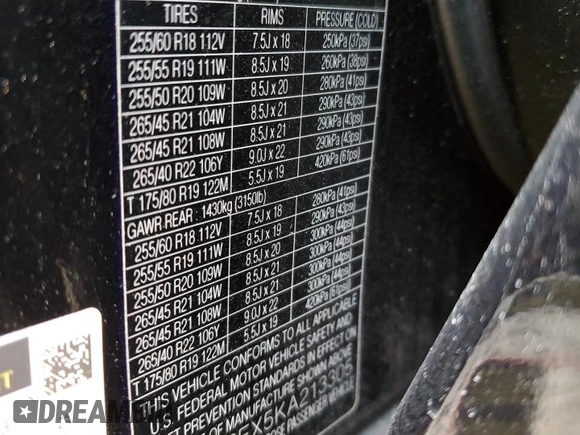 TIRES RIMS PRESSURE (COLD)
255/60 R18 112V 7.5J x 18 250kPa (37psi)
255/55 R19 111W 8.5J x 19 260kPa (38psi)
255/50 R20 109W 8.5J x 20 280kPa (41psi)
265/45 R21 104W 8.5J x 21 290kPa (43psi)
265/45 R21 108W 8.5J x 21 290kPa (43psi)
265/40 R22 106Y 9.0J x 22 290kPa (43psi)
T 175/80 R19 122M 5.5J x 19 420kPa (61psi)
GAWR REAR : 1430kg (3150lb)
255/60 R18 112V 7.5J x 18 280kPa (41psi)
255/55 R19 111W 8.5J x 19 290kPa (43psi)
255/50 R20 109W 8.5J x 20 300kPa (44psi)
265/45 R21 104W 8.5J x 21 300kPa (44psi)
265/45 R21 108W 8.5J x 21 300kPa (44psi)
265/40 R22 106Y 9.0J x 22 300kPa (44psi)
T 175/80 R19 122M 5.5J x 19 420kPa (61psi)
THIS VEHICLE CONFORMS TO ALL APPLICABLE
U.S. FEDERAL MOTOR VEHICLE SAFETY AND
PREVENTION STANDARDS IN EFFECT ON
OF MANUFACTURE SHOWN ABOVE
EX5KA213305
PASSENGER VEHICLE
DREAM